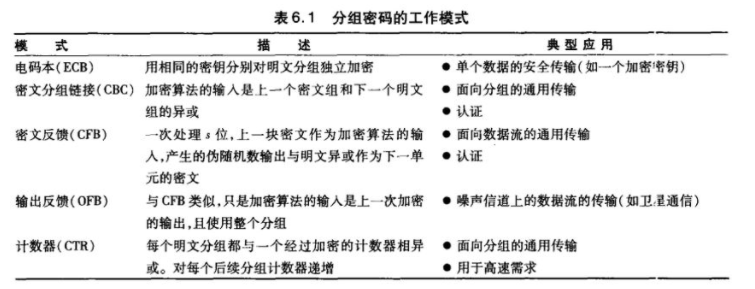 表6.1 分组密码的工作模式
模 式 描 述 典型应用
电码本(ECB) 用相同的密钥分别对明文分组独立加密 ● 单个数据的安全传输(如一个加密密钥)
密文分组链接(CBC) 加密算法的输入是上一个密文组和下一个明文 ● 面向分组的通用传输
组的异或 ● 认证
密文反馈(CFB) 一次处理s位,上一块密文作为加密算法的输 ● 面向数据流的通用传输
入,产生的伪随机数输出与明文异或作为下一单 ● 认证
元的密文
输出反馈(OFB) 与CFB类似,只是加密算法的输入是上一次加密 ● 噪声信道上的数据流的传输(如卫星通信)
的输出,且使用整个分组
计数器(CTR) 每个明文分组都与一个经过加密的计数器相异 ● 面向分组的通用传输
或。对每个后续分组计数器递增 ● 用于高速需求